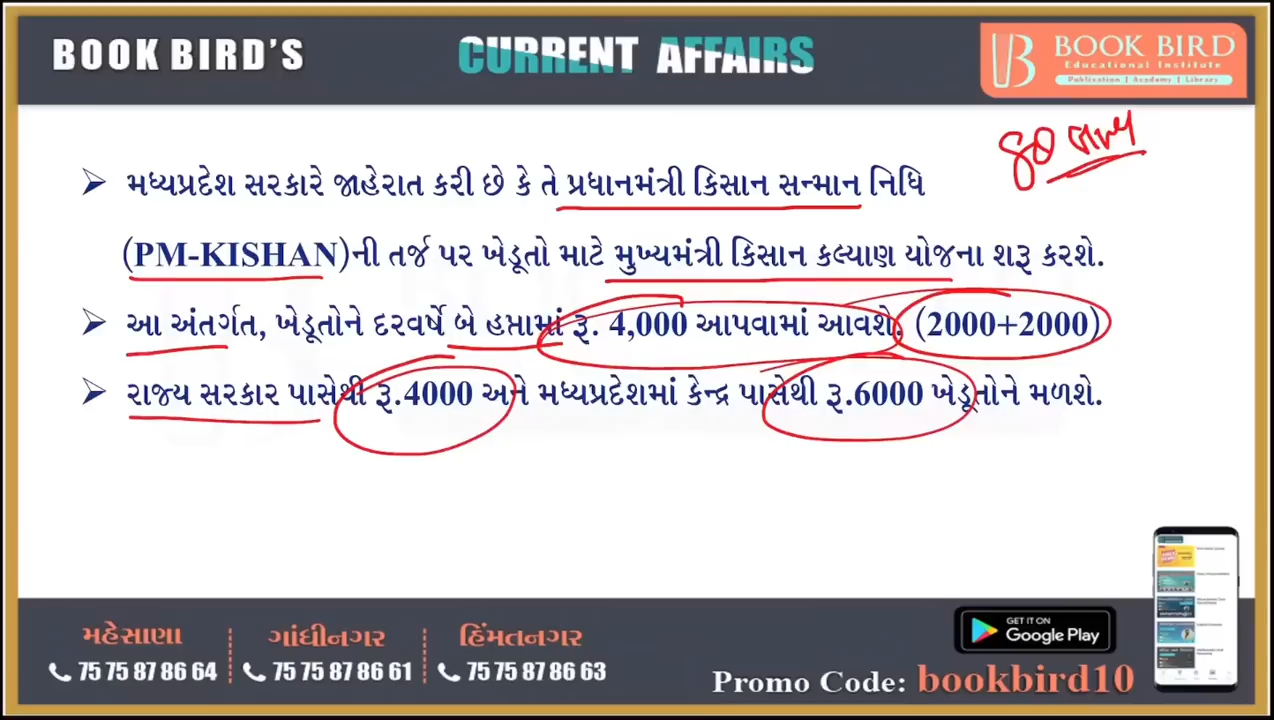 BOOK BIRD'S
CURRENT AFFAIRS
BOOK BIRD
Educational Institute
Publication | Academy | Library
➢ મધ્યપ્રદેશ સરકારે જાહેરાત કરી છે કે તે પ્રધાનમંત્રી કિસાન સન્માન નિધિ
(PM-KISHAN)ની તર્જ પર ખેડૂતો માટે મુખ્યમંત્રી કિસાન કલ્યાણ યોજના શરૂ કરશે.
➢ આ અંતર્ગત, ખેડૂતોને દરવર્ષે બે હપ્તામાં રૂ. 4,000 આપવામાં આવશે. (2000+2000)
➢ રાજ્ય સરકાર પાસેથી રૂ.4000 અને મધ્યપ્રદેશમાં કેન્દ્ર પાસેથી રૂ.6000 ખેડૂતોને મળશે.
મહેસાણા
75 75 87 86 64
ગાંધીનગર
75 75 87 86 61
હિંમતનગર
75 75 87 86 63
GET IT ON
Google Play
Promo Code: bookbird10